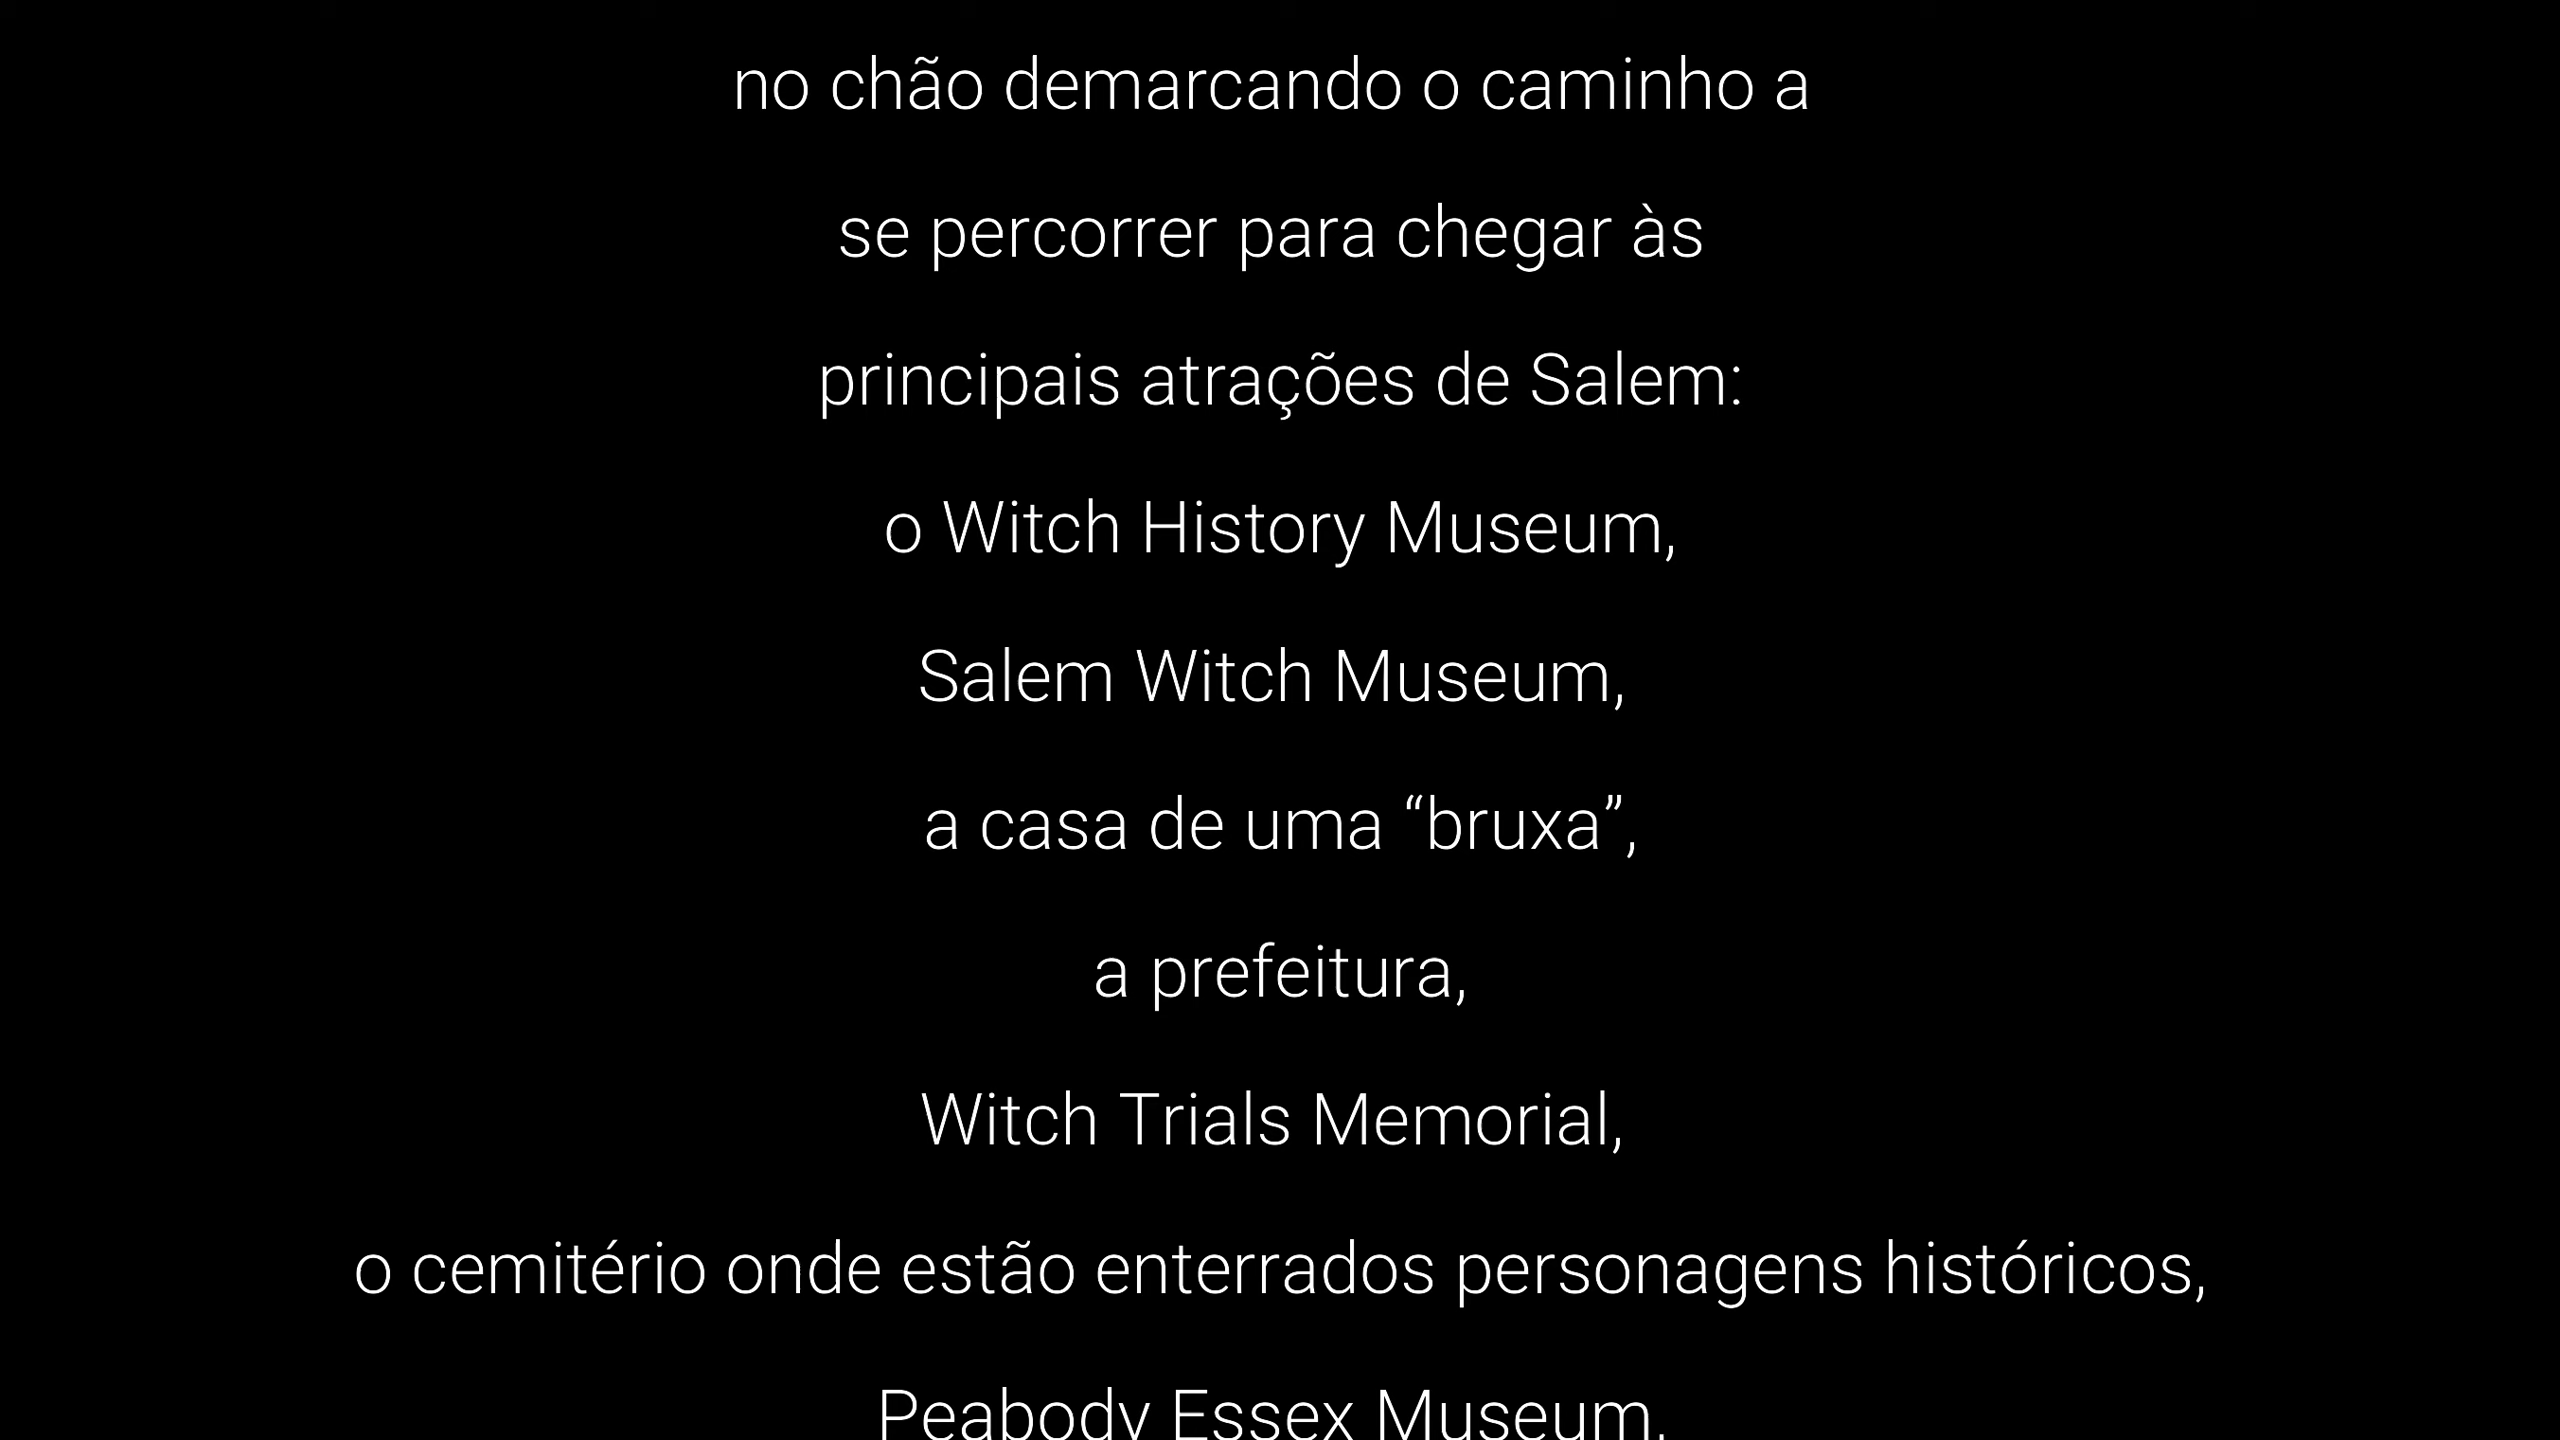 no chão demarcando o caminho a
se percorrer para chegar às
principais atrações de Salem:
o Witch History Museum,
Salem Witch Museum,
a casa de uma “bruxa”,
a prefeitura,
Witch Trials Memorial,
o cemitério onde estão enterrados personagens históricos,
Peabody Essex Museum,